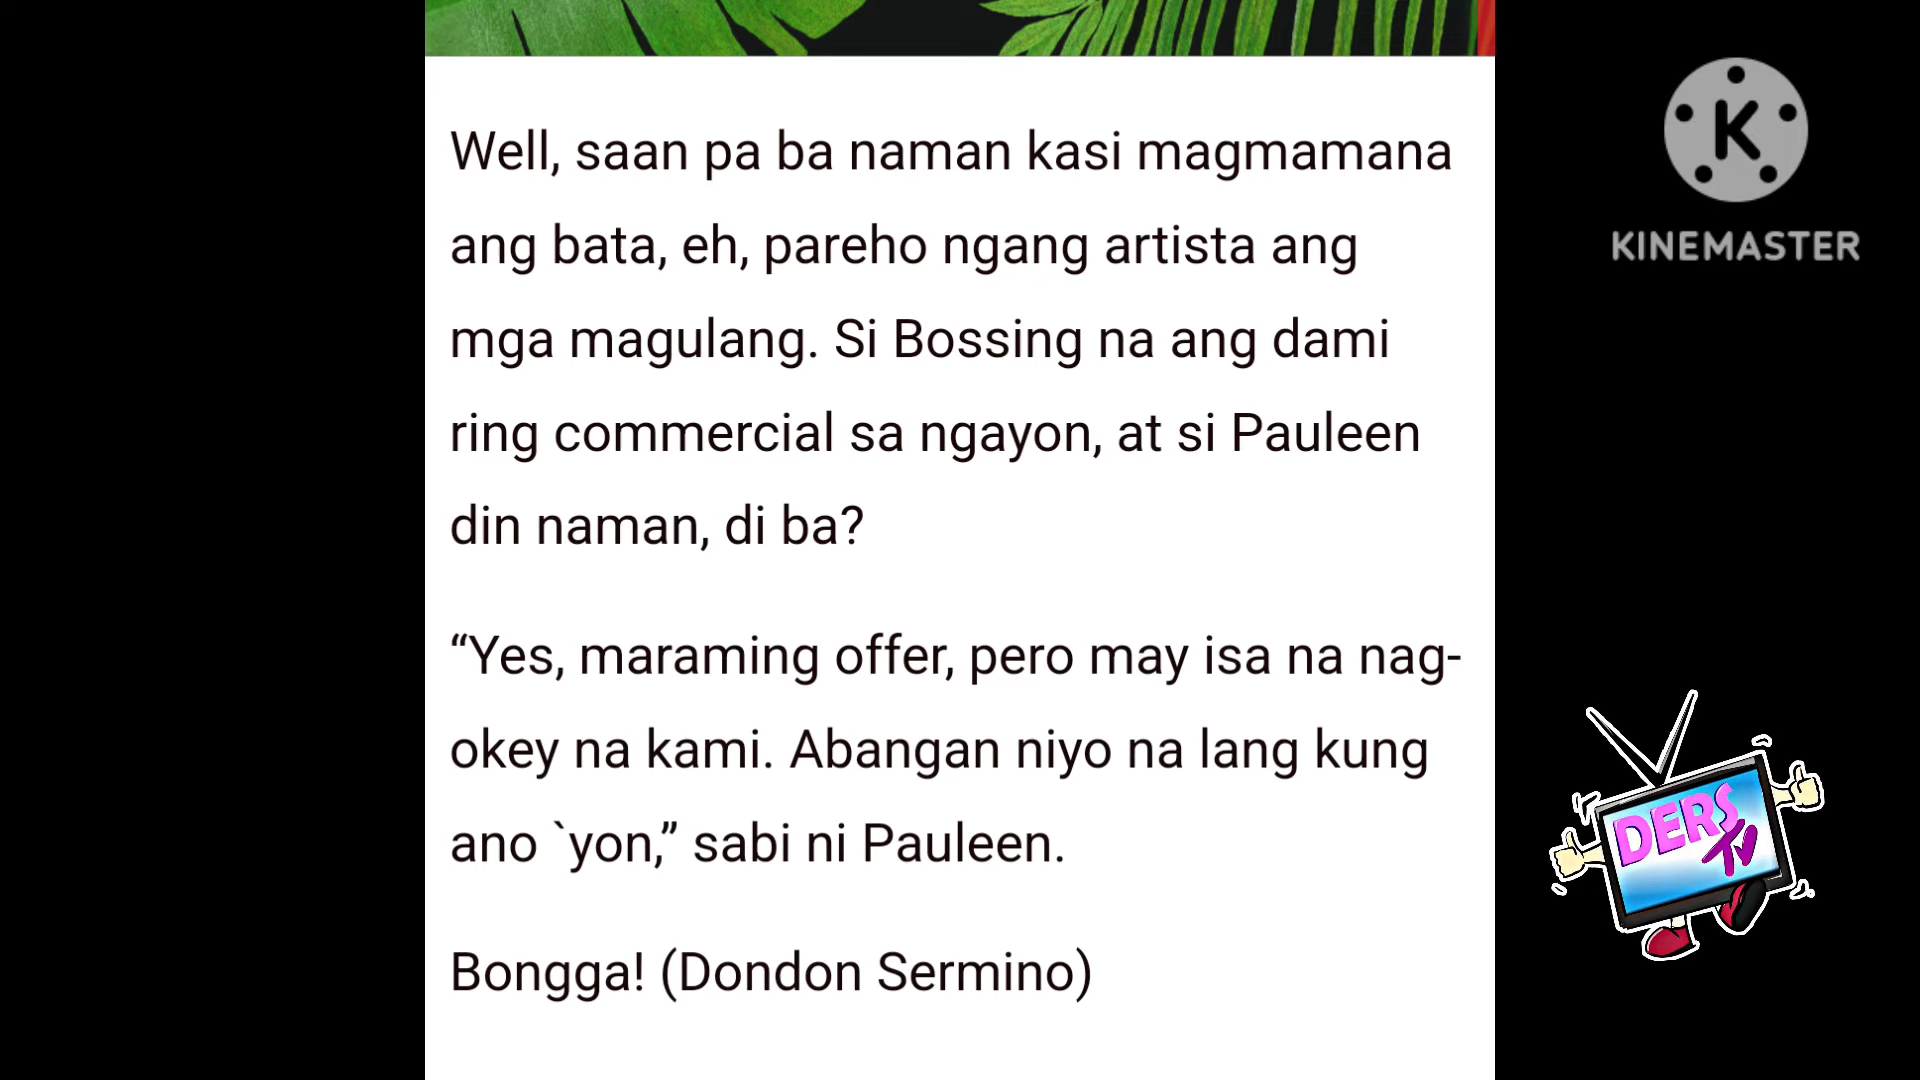 Well, saan pa ba naman kasi magmamana
ang bata, eh, pareho ngang artista ang
mga magulang. Si Bossing na ang dami
ring commercial sa ngayon, at si Pauleen
din naman, di ba?
“Yes, maraming offer, pero may isa na nag-
okey na kami. Abangan niyo na lang kung
ano `yon,” sabi ni Pauleen.
Bongga! (Dondon Sermino)
K
KINEMASTER
DERS
TV